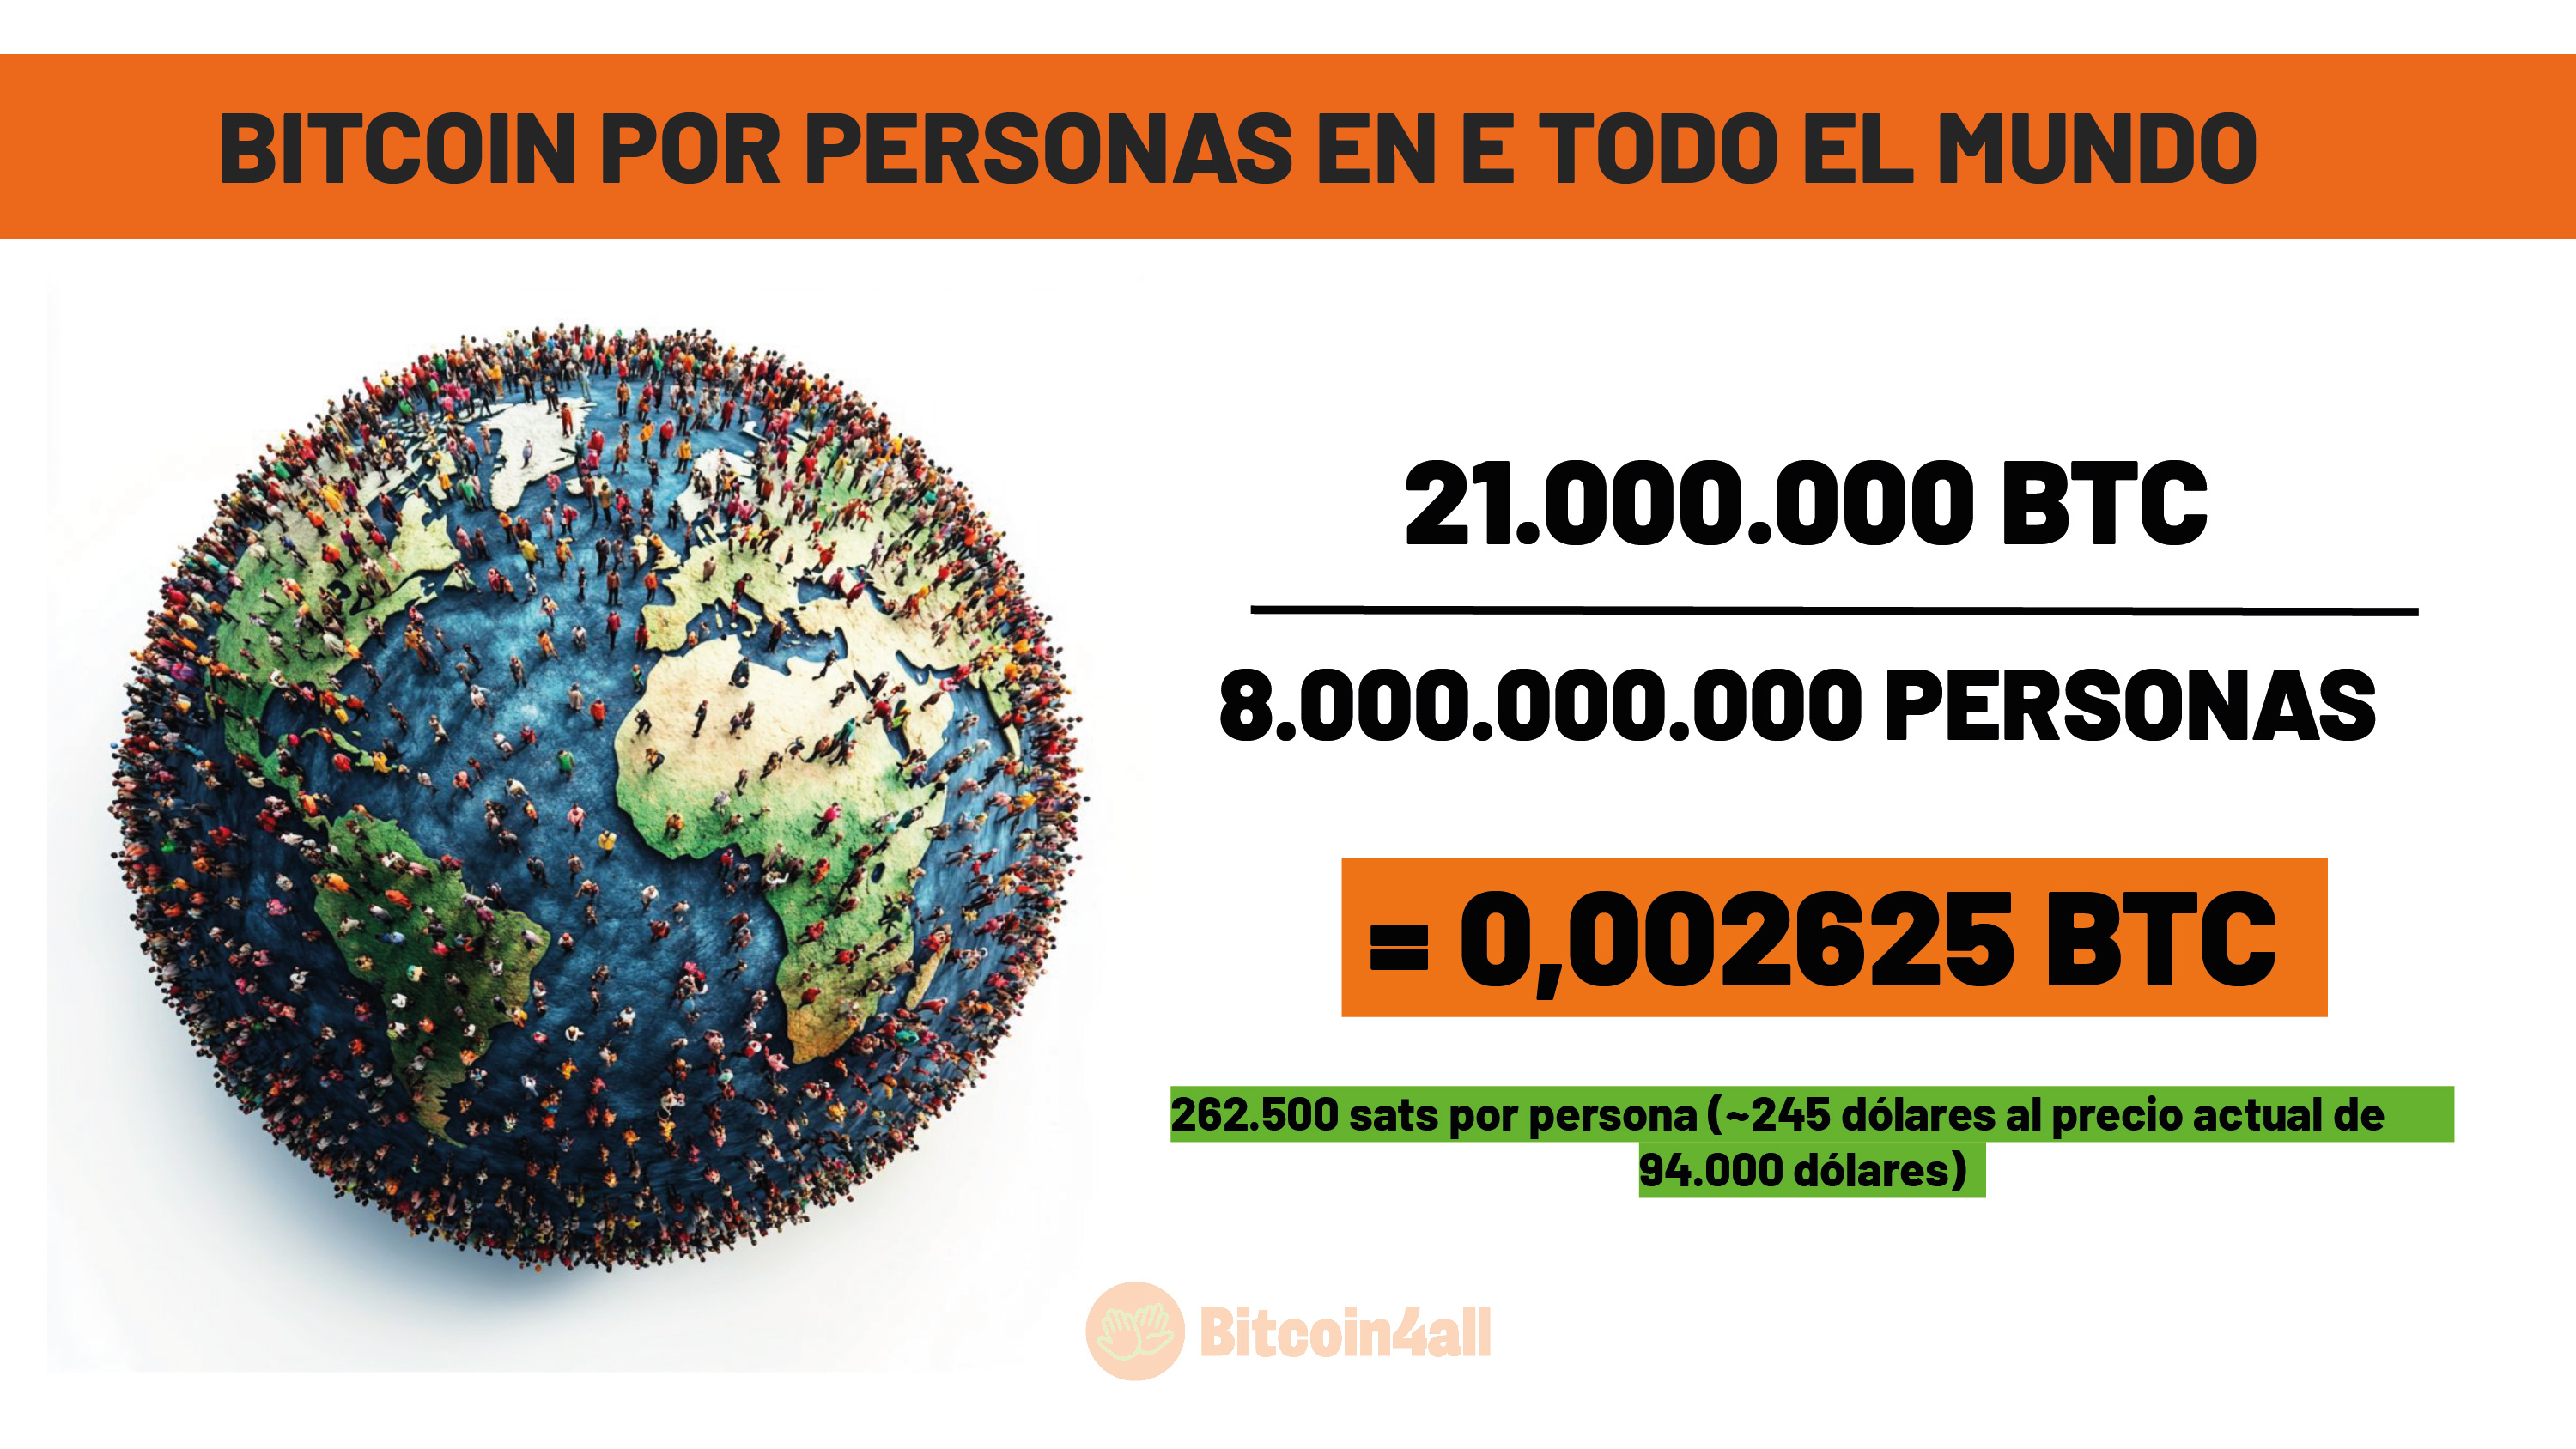 BITCOIN POR PERSONAS EN E TODO EL MUNDO
21.000.000 BTC
8.000.000.000 PERSONAS
= 0,002625 BTC
262.500 sats por persona (~245 dólares al precio actual de
94.000 dólares)
Bitcoin4all